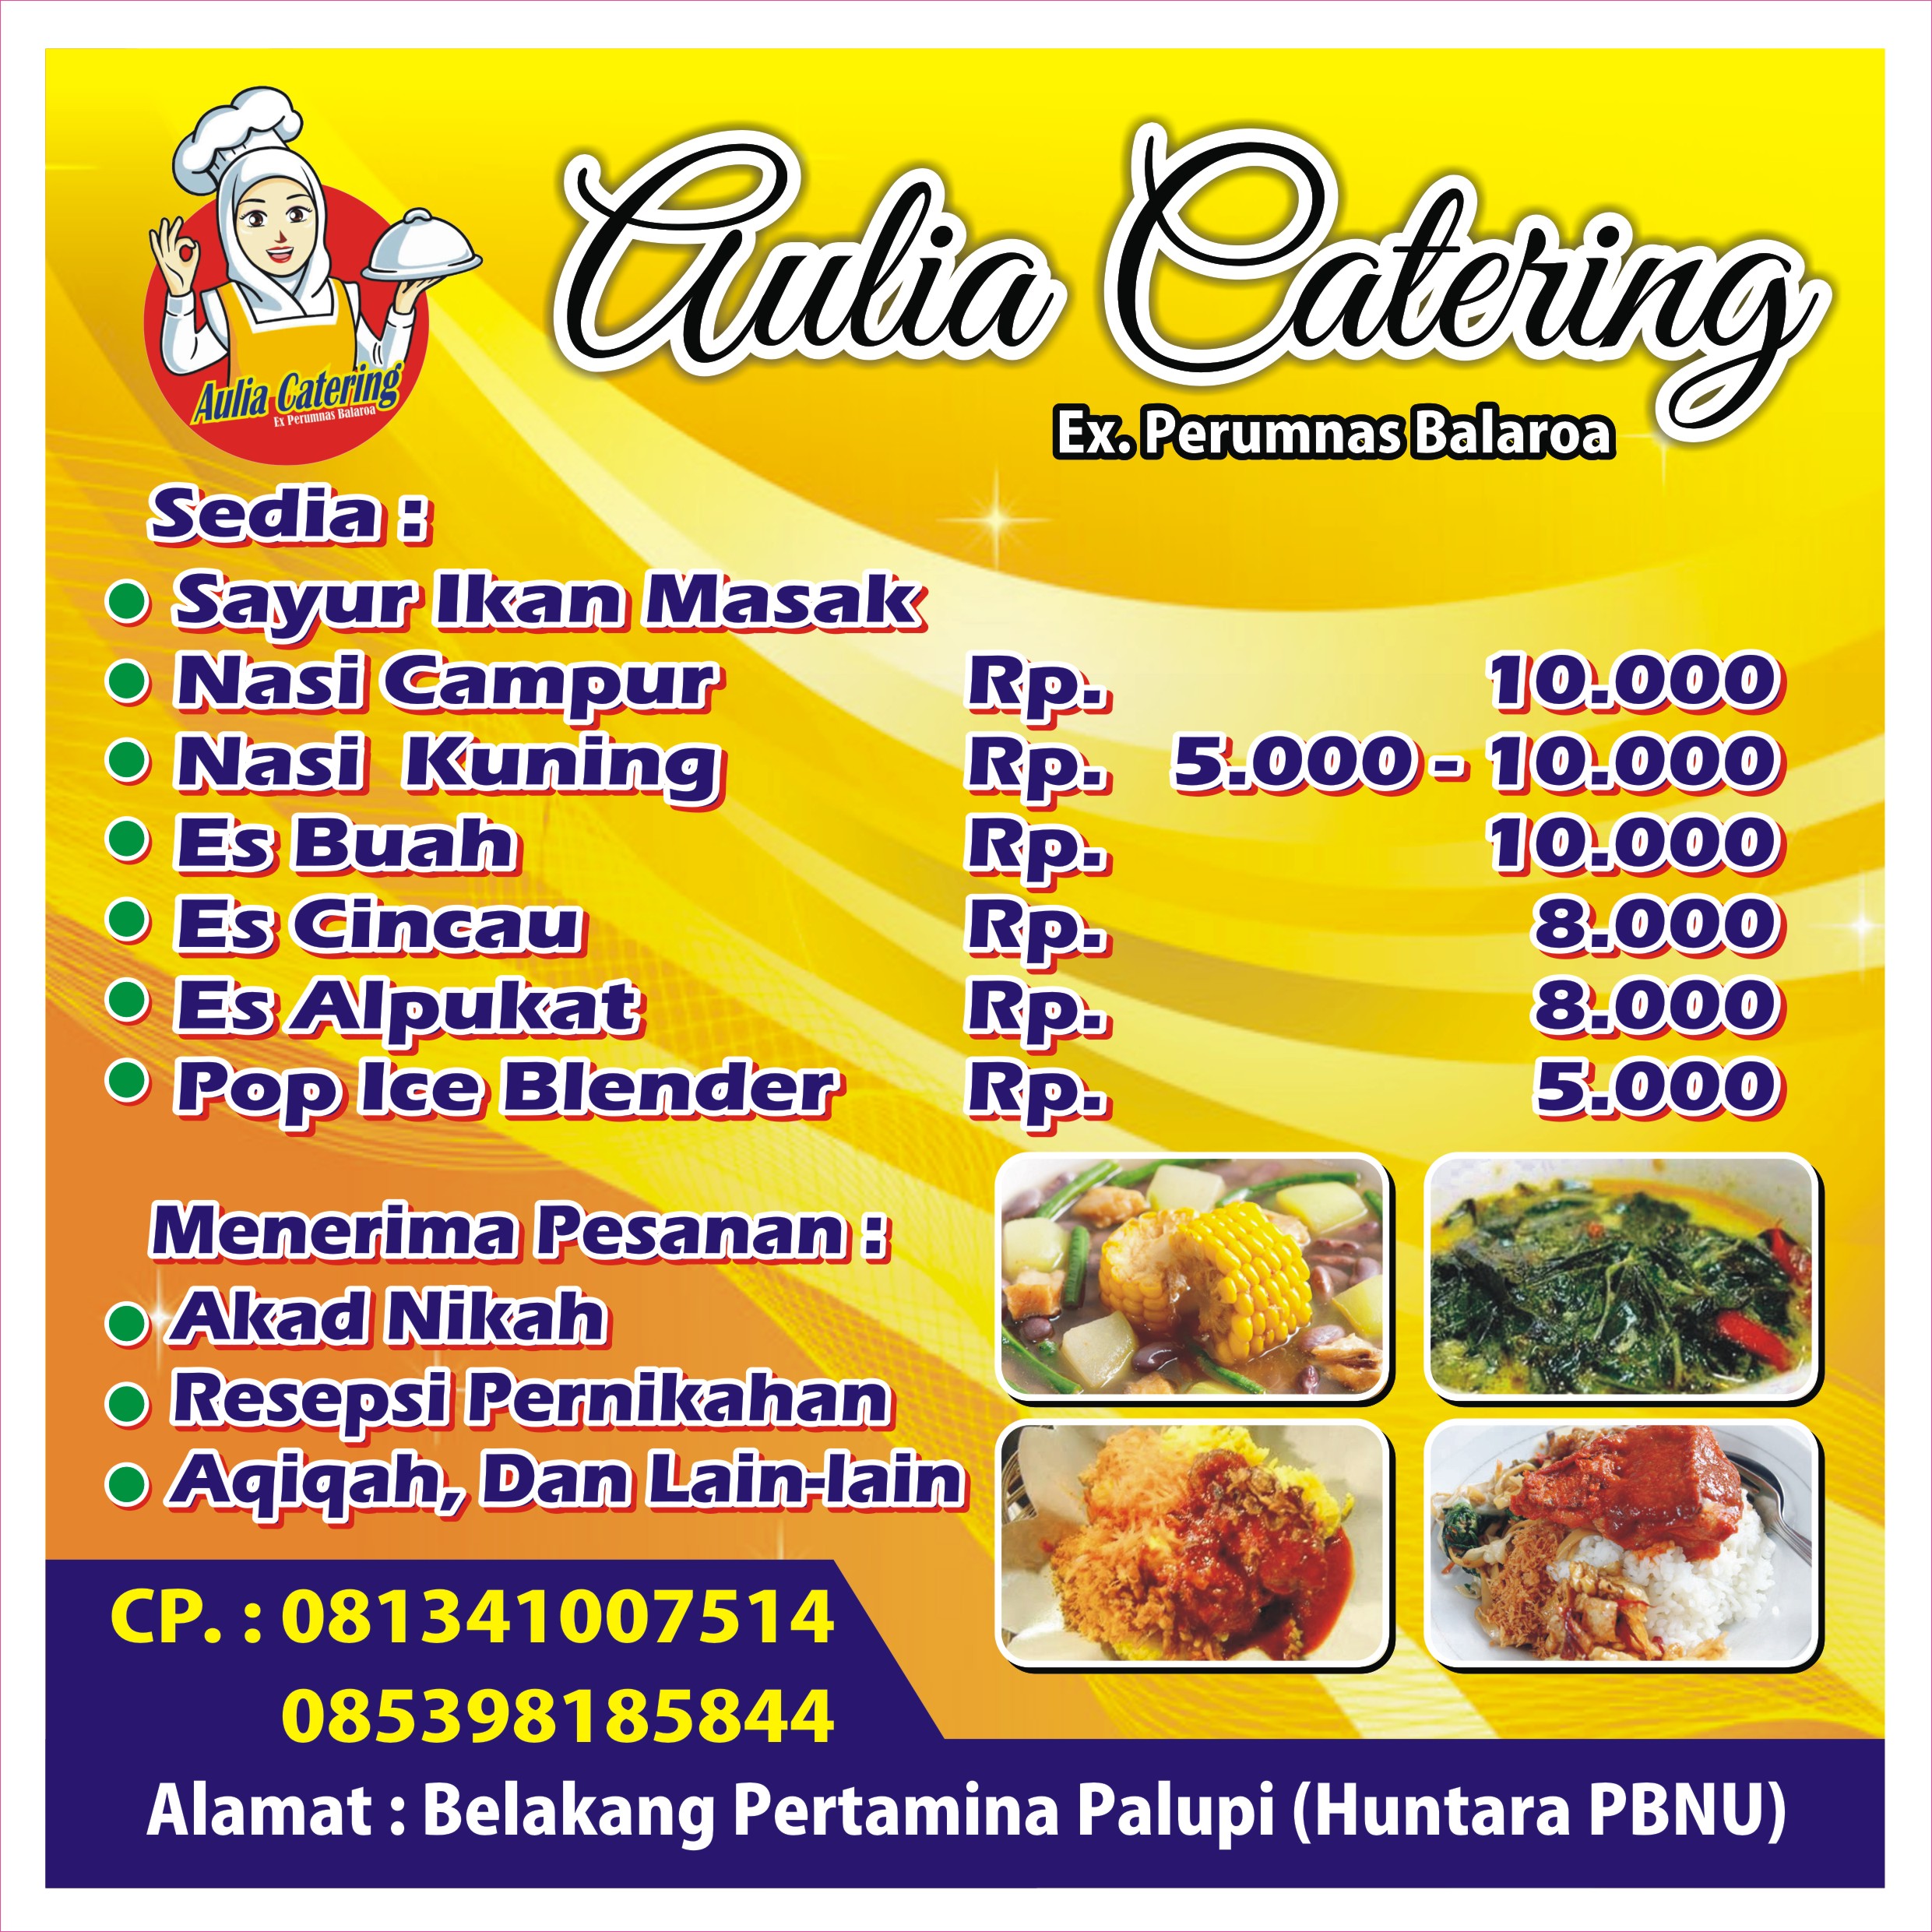 Aulia Catering
Ex Perumnas Balaroa
Aulia Catering
Ex. Perumnas Balaroa
Sedia :
Sayur Ikan Masak
Nasi Campur Rp. 10.000
Nasi Kuning Rp. 5.000 - 10.000
Es Buah Rp. 10.000
Es Cincau Rp. 8.000
Es Alpukat Rp. 8.000
Pop Ice Blender Rp. 5.000
Menerima Pesanan :
Akad Nikah
Resepsi Pernikahan
Aqiqah, Dan Lain-lain
CP. : 081341007514
085398185844
Alamat : Belakang Pertamina Palupi (Huntara PBNU)